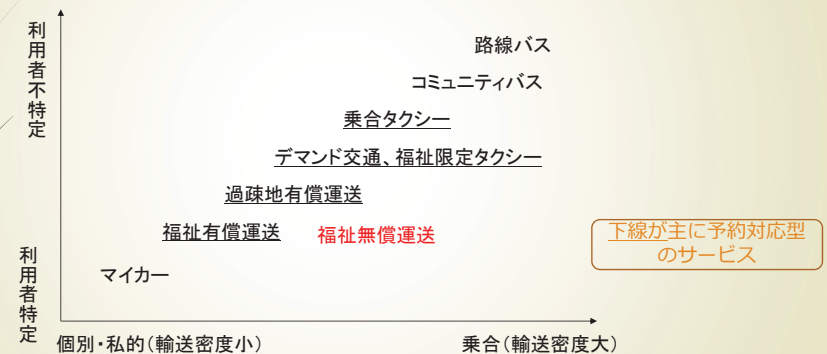 利用者不特定
路線バス
コミュニティバス
乗合タクシー
デマンド交通、福祉限定タクシー
過疎地有償運送
福祉有償運送
福祉無償運送
下線が主に予約対応型
のサービス
利用者特定
マイカー
個別・私的(輸送密度小)
乗合(輸送密度大)